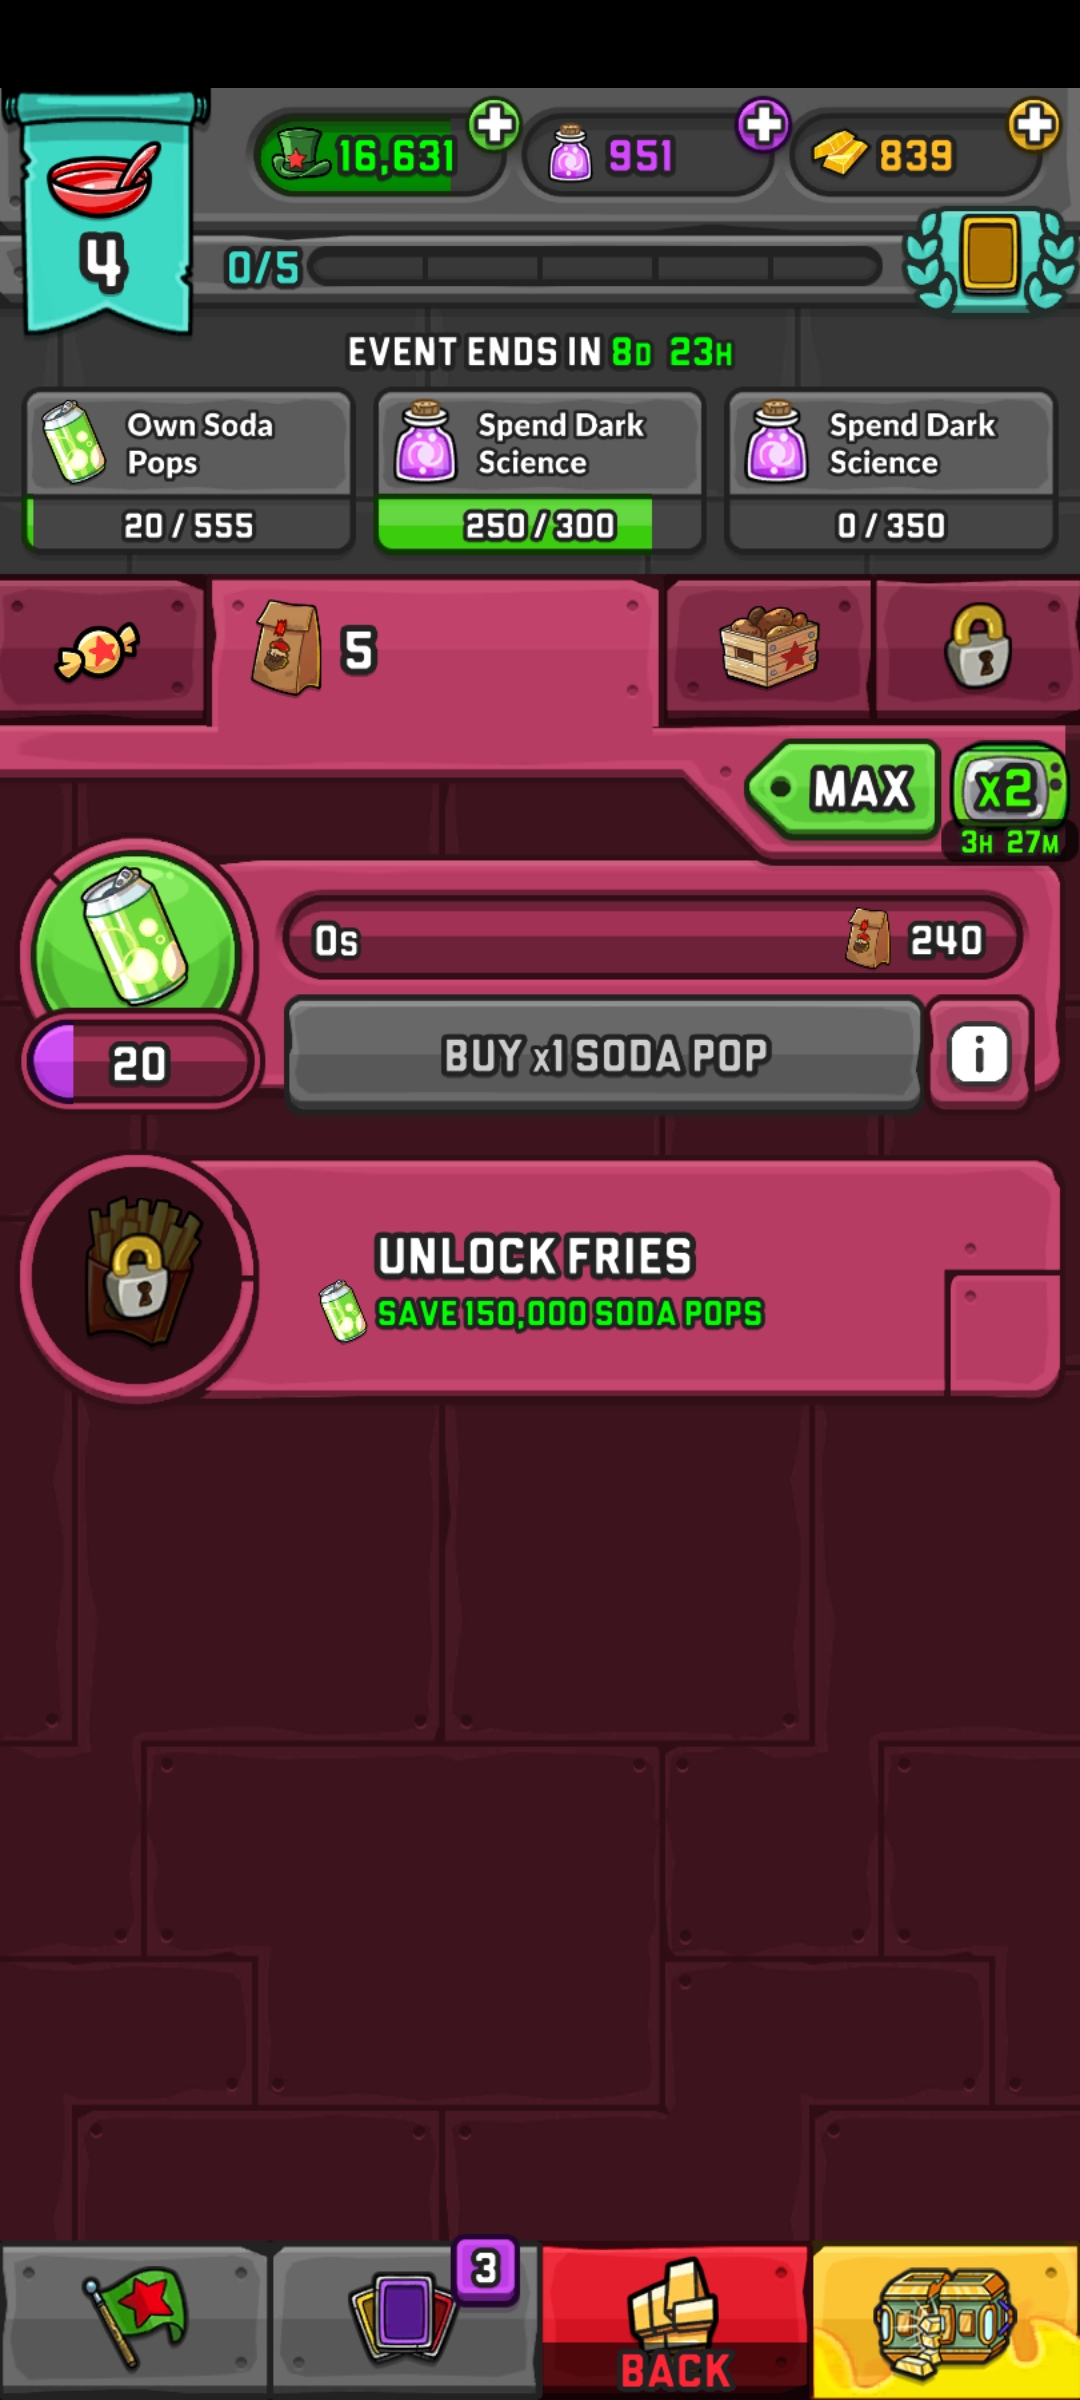 16,631
951
839
4
0/5
EVENT ENDS IN 8D 23H
Own Soda
Pops
20 / 555
Spend Dark
Science
250 / 300
Spend Dark
Science
0 / 350
5
MAX
x2
3H 27M
0s
240
20
BUY x1 SODA POP
i
UNLOCK FRIES
SAVE 150,000 SODA POPS
3
BACK